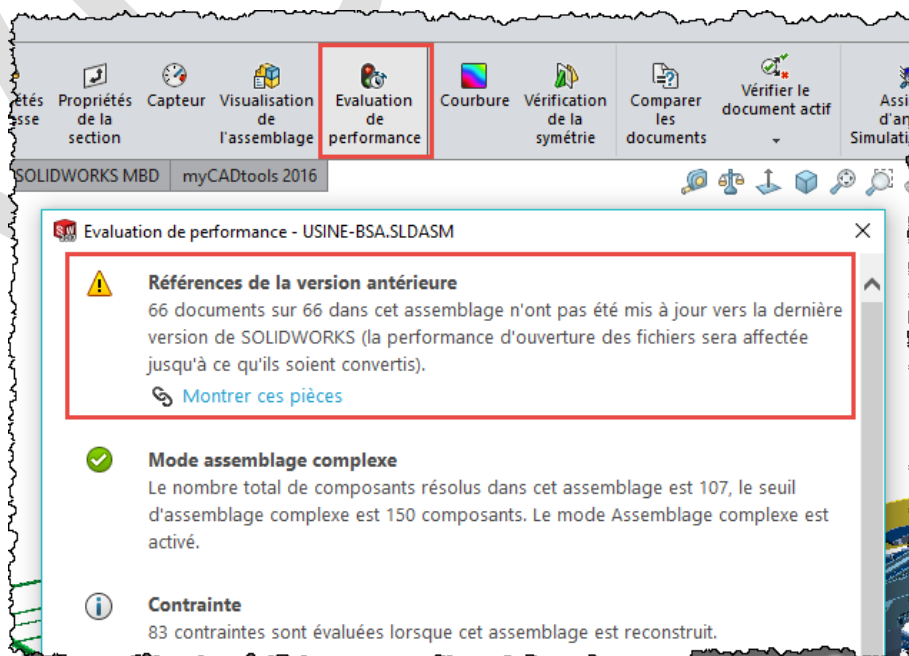 Propriétés de la section
Capteur
Visualisation de l'assemblage
Evaluation de performance
Courbure
Vérification de la symétrie
Comparer les documents
Vérifier le document actif
SOLIDWORKS MBD
myCADtools 2016
Evaluation de performance - USINE-BSA.SLDASM
Références de la version antérieure
66 documents sur 66 dans cet assemblage n'ont pas été mis à jour vers la dernière
version de SOLIDWORKS (la performance d'ouverture des fichiers sera affectée
jusqu'à ce qu'ils soient convertis).
Montrer ces pièces
Mode assemblage complexe
Le nombre total de composants résolus dans cet assemblage est 107, le seuil
d'assemblage complexe est 150 composants. Le mode Assemblage complexe est
activé.
Contrainte
83 contraintes sont évaluées lorsque cet assemblage est reconstruit.